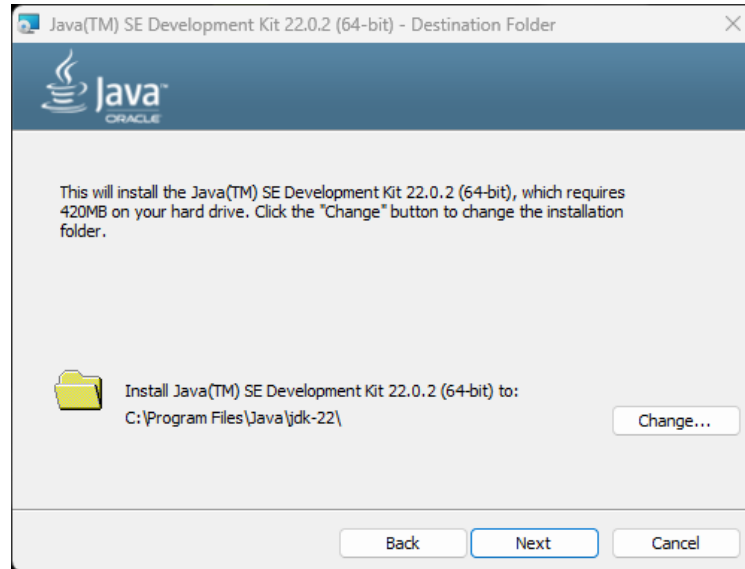 Java(TM) SE Development Kit 22.0.2 (64-bit) - Destination Folder
Java™
ORACLE
This will install the Java(TM) SE Development Kit 22.0.2 (64-bit), which requires
420MB on your hard drive. Click the "Change" button to change the installation
folder.
Install Java(TM) SE Development Kit 22.0.2 (64-bit) to:
C:\Program Files\Java\jdk-22\
Change...
Back
Next
Cancel